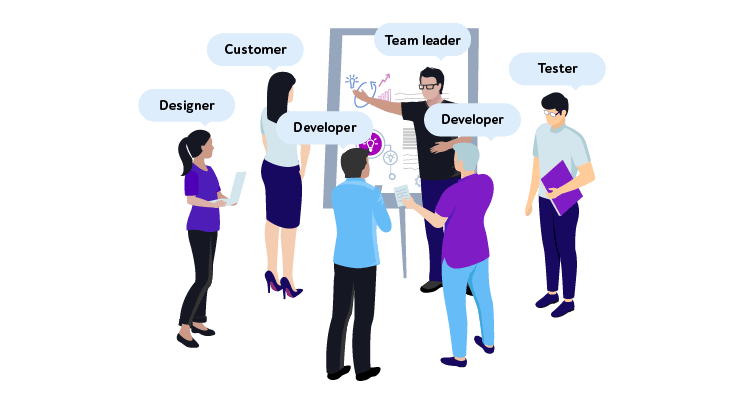 Team leader
Customer
Tester
Designer
Developer
Developer